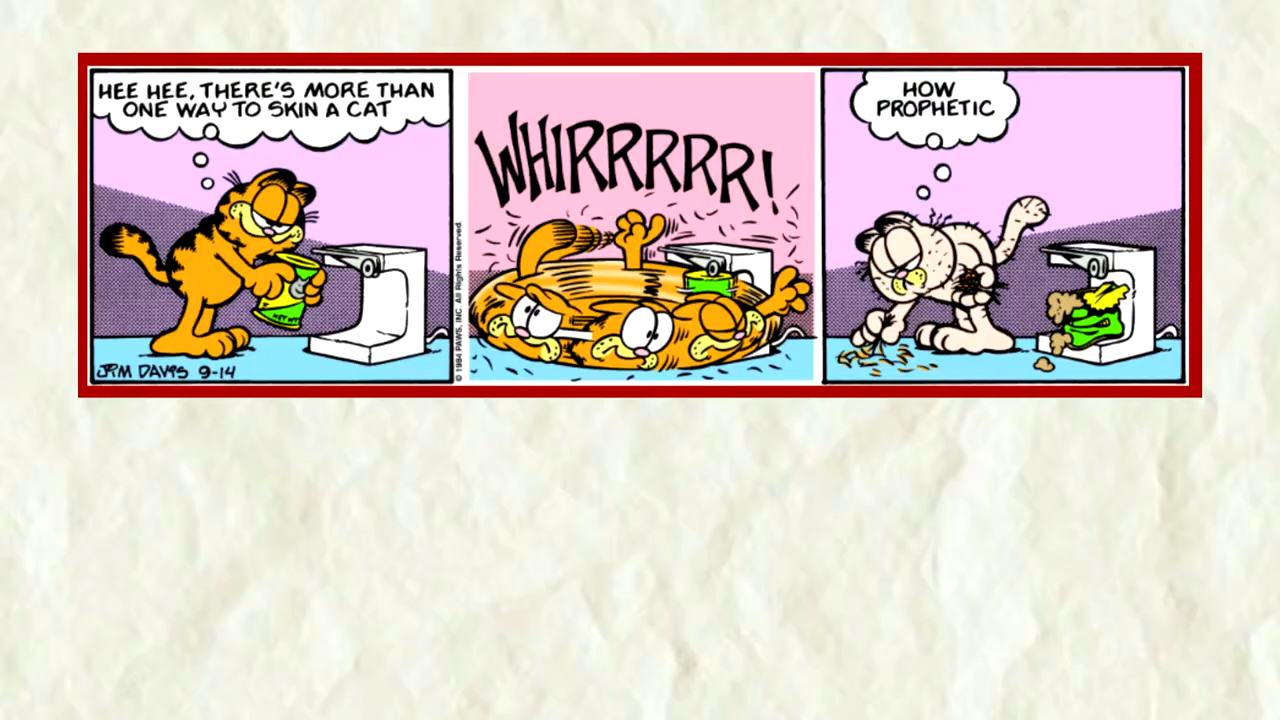 HEE HEE, THERE'S MORE THAN
ONE WAY TO SKIN A CAT
JIM DAVIS 9-14
© 1984 PAWS, INC. All Rights Reserved.
WHIRRRRR!
HOW
PROPHETIC